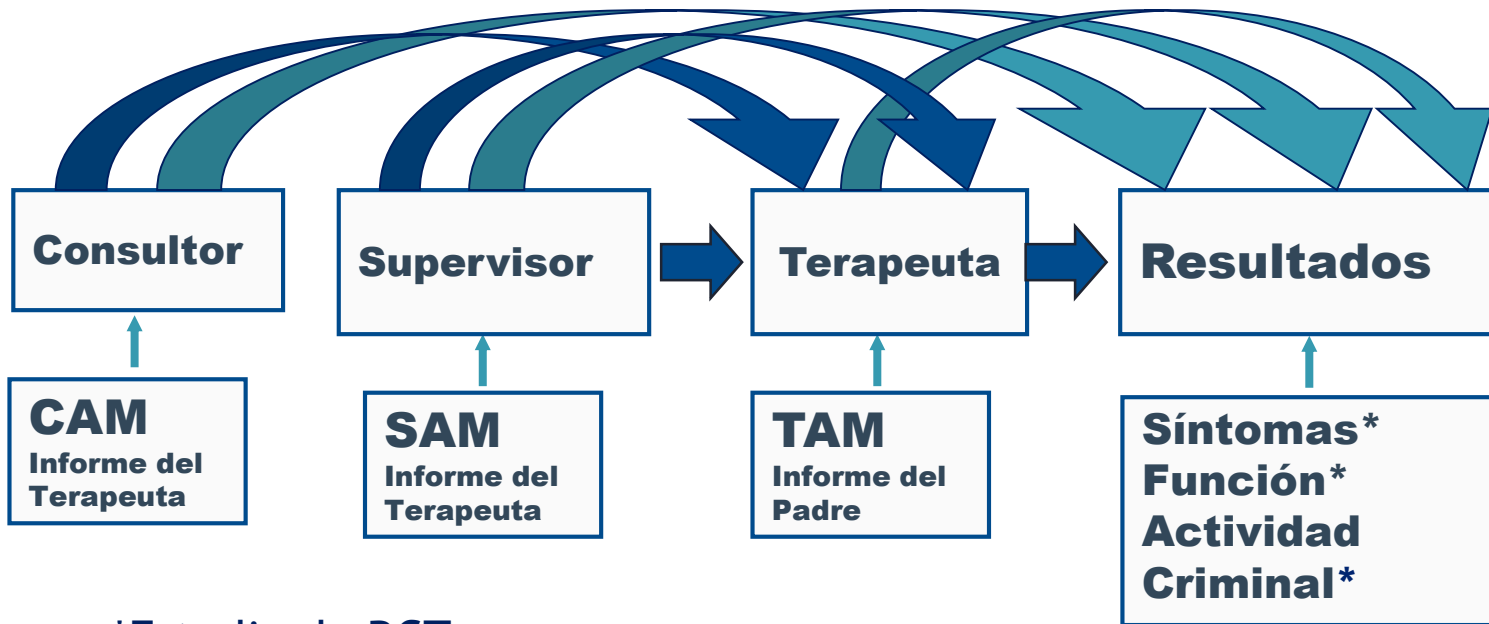 Consultor
Supervisor
Terapeuta
Resultados
CAM
Informe del
Terapeuta
SAM
Informe del
Terapeuta
TAM
Informe del
Padre
Síntomas*
Función*
Actividad
Criminal*